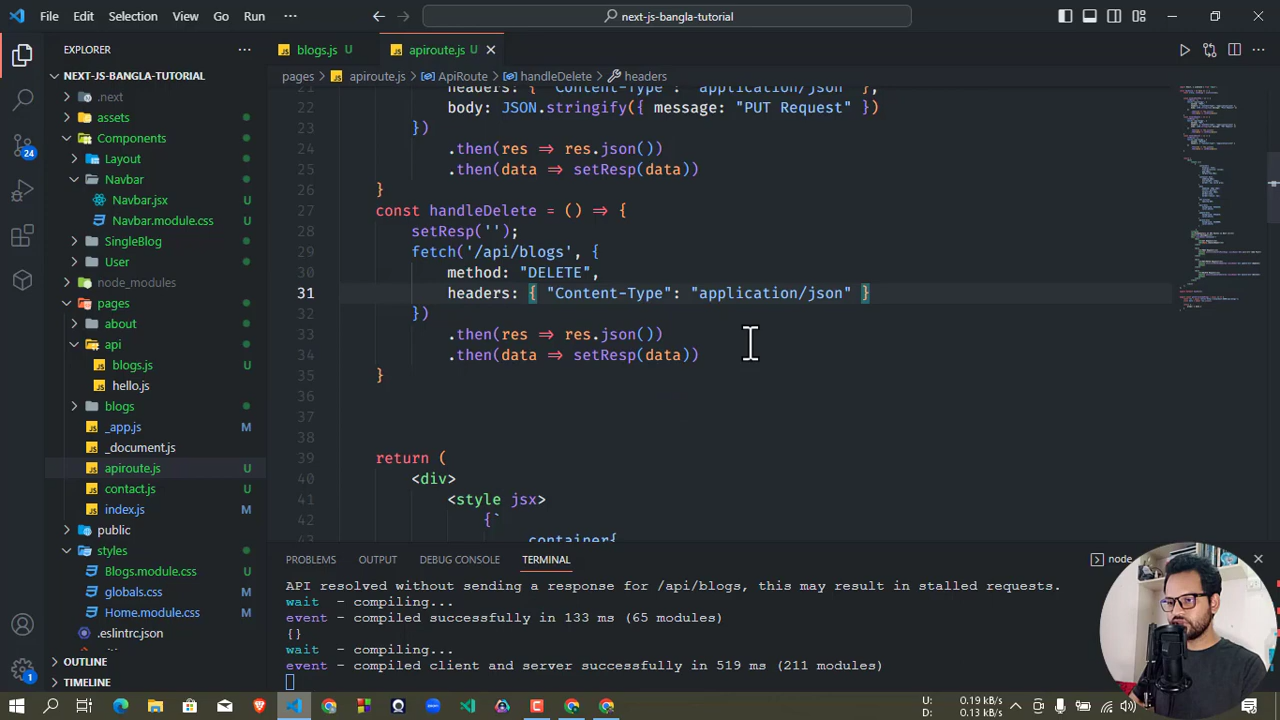 File Edit Selection View Go Run ··· next-js-bangla-tutorial
EXPLORER ···
NEXT-JS-BANGLA-TUTORIAL
.next
assets
Components
Layout
Navbar
Navbar.jsx
Navbar.module.css
SingleBlog
User
node_modules
pages
about
api
blogs.js
hello.js
blogs
_app.js M
_document.js
apiroute.js U
contact.js U
index.js U
public
styles
Blogs.module.css U
globals.css U
Home.module.css U
.eslintrc.json U
OUTLINE
TIMELINE
24
blogs.js U apiroute.js U
pages > apiroute.js > ApiRoute > handleDelete > headers
21 headers: { "Content-Type": "application/json" },
22 body: JSON.stringify({ message: "PUT Request" })
23 })
24 .then(res => res.json())
25 .then(data => setResp(data))
26 }
27 const handleDelete = () => {
28 setResp('');
29 fetch('/api/blogs', {
30 method: "DELETE",
31 headers: { "Content-Type": "application/json" }
32 })
33 .then(res => res.json())
34 .then(data => setResp(data))
35 }
36
37
38
39 return (
40 <div>
41 <style jsx>
42 {`
container{
PROBLEMS OUTPUT DEBUG CONSOLE TERMINAL node
API resolved without sending a response for /api/blogs, this may result in stalled requests.
wait - compiling...
event - compiled successfully in 133 ms (65 modules)
{}
wait - compiling...
event - compiled client and server successfully in 519 ms (211 modules)
U: 0.19 kB/s
D: 0.13 kB/s